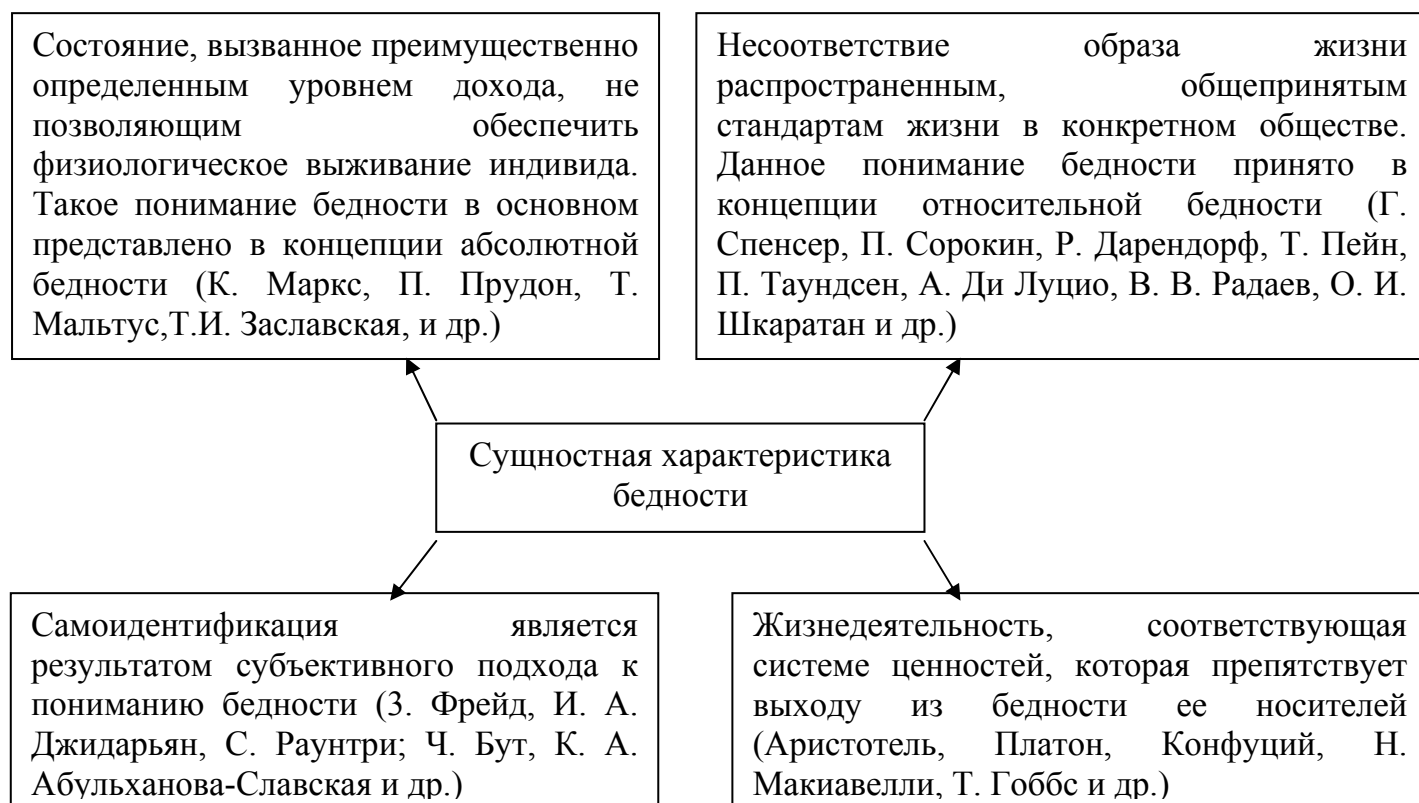 Состояние, вызванное преимущественно
определенным уровнем дохода, не
позволяющим обеспечить
физиологическое выживание индивида.
Такое понимание бедности в основном
представлено в концепции абсолютной
бедности (К. Маркс, П. Прудон, Т.
Мальтус,Т.И. Заславская, и др.)
Несоответствие образа жизни
распространенным, общепринятым
стандартам жизни в конкретном обществе.
Данное понимание бедности принято в
концепции относительной бедности (Г.
Спенсер, П. Сорокин, Р. Дарендорф, Т. Пейн,
П. Таундсен, А. Ди Луцио, В. В. Радаев, О. И.
Шкаратан и др.)
Сущностная характеристика
бедности
Самоидентификация является
результатом субъективного подхода к
пониманию бедности (З. Фрейд, И. А.
Джидарьян, С. Раунтри; Ч. Бут, К. А.
Абульханова-Славская и др.)
Жизнедеятельность, соответствующая
системе ценностей, которая препятствует
выходу из бедности ее носителей
(Аристотель, Платон, Конфуций, Н.
Макиавелли, Т. Гоббс и др.)